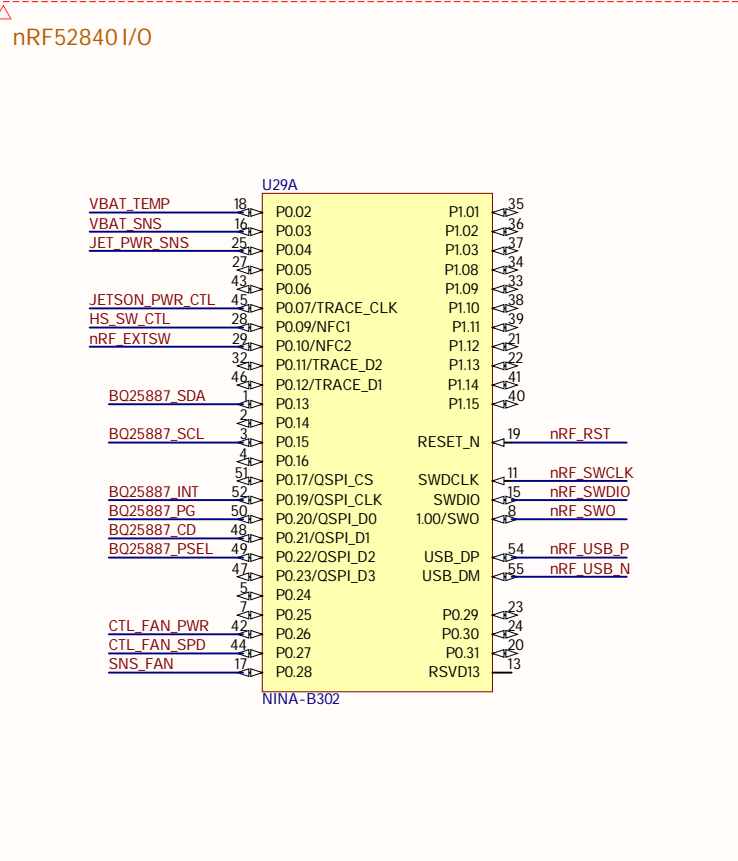 nRF52840 I/O
U29A
VBAT_TEMP 18 P0.02 P1.01 35
VBAT_SNS 16 P0.03 P1.02 36
JET_PWR_SNS 25 P0.04 P1.03 37
27 P0.05 P1.08 34
43 P0.06 P1.09 33
JETSON_PWR_CTL 45 P0.07/TRACE_CLK P1.10 38
HS_SW_CTL 28 P0.09/NFC1 P1.11 39
nRF_EXTSW 29 P0.10/NFC2 P1.12 21
32 P0.11/TRACE_D2 P1.13 22
46 P0.12/TRACE_D1 P1.14 41
BQ25887_SDA 1 P0.13 P1.15 40
2 P0.14
BQ25887_SCL 3 P0.15 RESET_N 19 nRF_RST
4 P0.16
51 P0.17/QSPI_CS SWDCLK 11 nRF_SWCLK
BQ25887_INT 52 P0.19/QSPI_CLK SWDIO 15 nRF_SWDIO
BQ25887_PG 50 P0.20/QSPI_D0 1.00/SWO 8 nRF_SWO
BQ25887_CD 48 P0.21/QSPI_D1
BQ25887_PSEL 49 P0.22/QSPI_D2 USB_DP 54 nRF_USB_P
47 P0.23/QSPI_D3 USB_DM 55 nRF_USB_N
5 P0.24
7 P0.25 P0.29 23
CTL_FAN_PWR 42 P0.26 P0.30 24
CTL_FAN_SPD 44 P0.27 P0.31 20
SNS_FAN 17 P0.28 RSVD13 13
NINA-B302